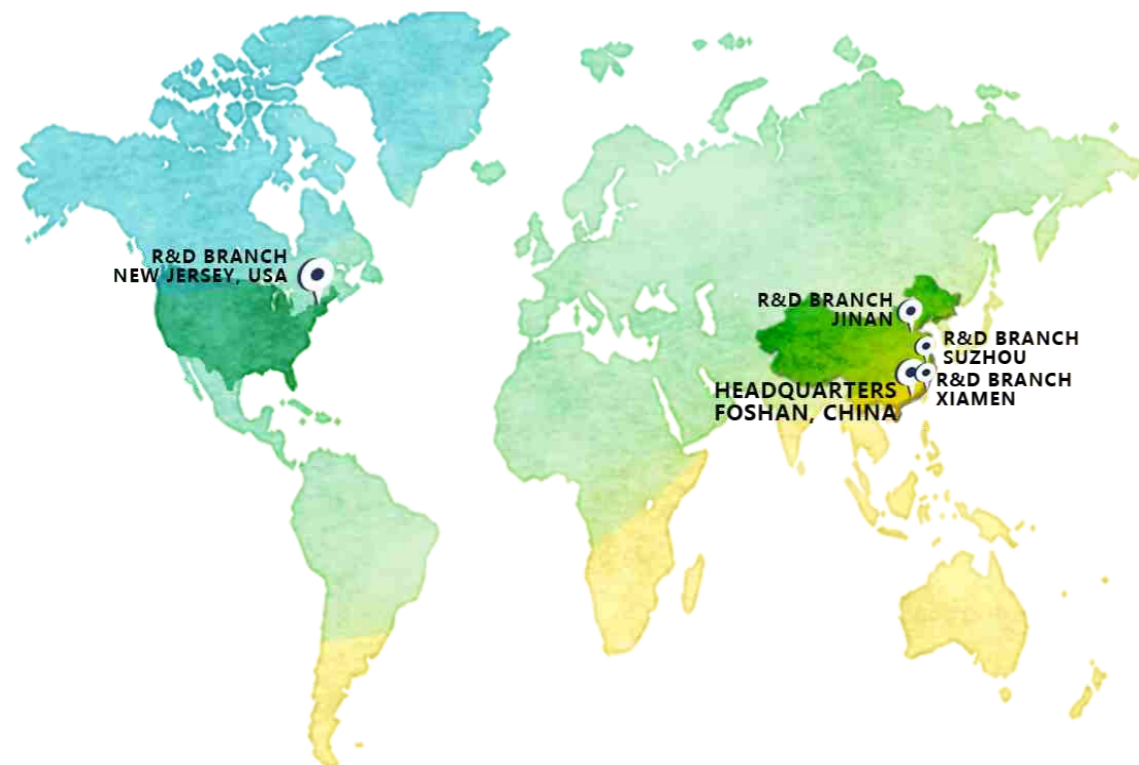 R&D BRANCH
NEW JERSEY, USA
R&D BRANCH
JINAN
R&D BRANCH
SUZHOU
HEADQUARTERS
FOSHAN, CHINA
R&D BRANCH
XIAMEN